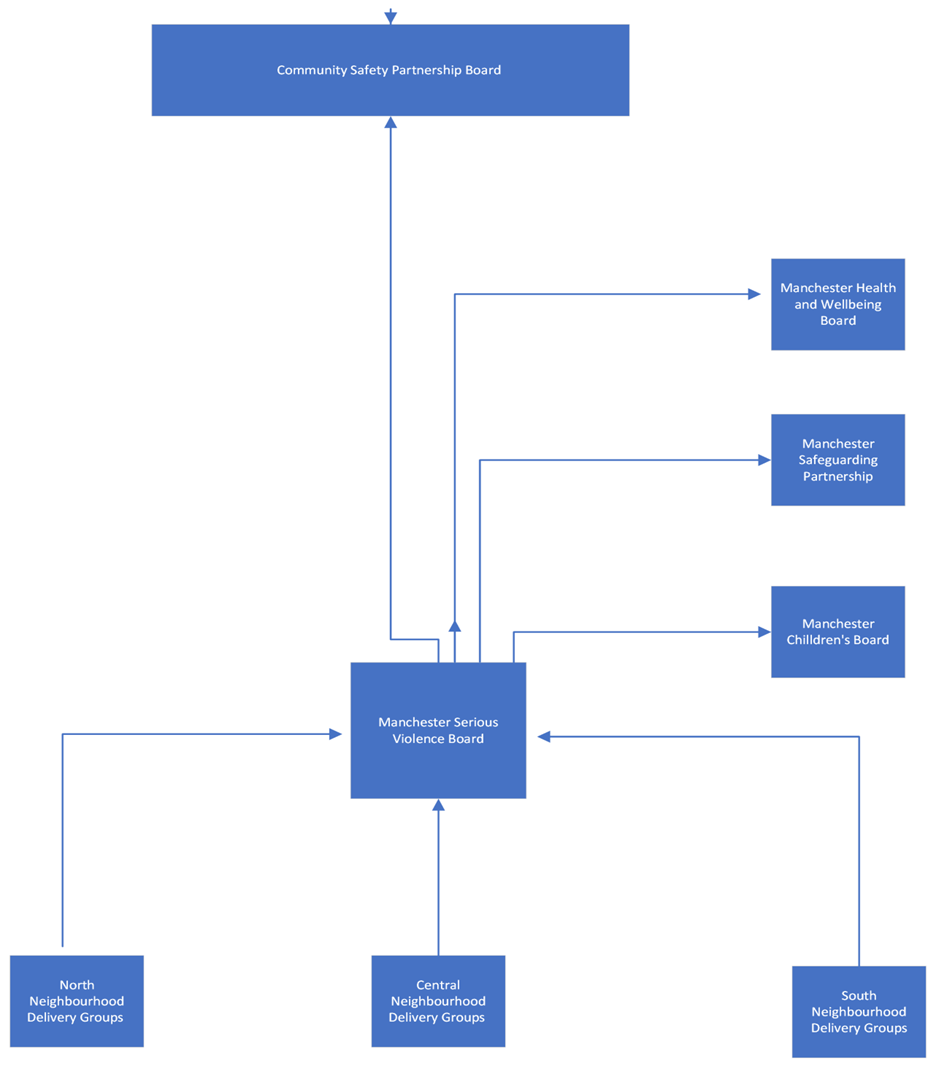 Community Safety Partnership Board
Manchester Health
and Wellbeing
Board
Manchester
Safeguarding
Partnership
Manchester
Chilldren's Board
Manchester Serious
Violence Board
North
Neighbourhood
Delivery Groups
Central
Neighbourhood
Delivery Groups
South
Neighbourhood
Delivery Groups